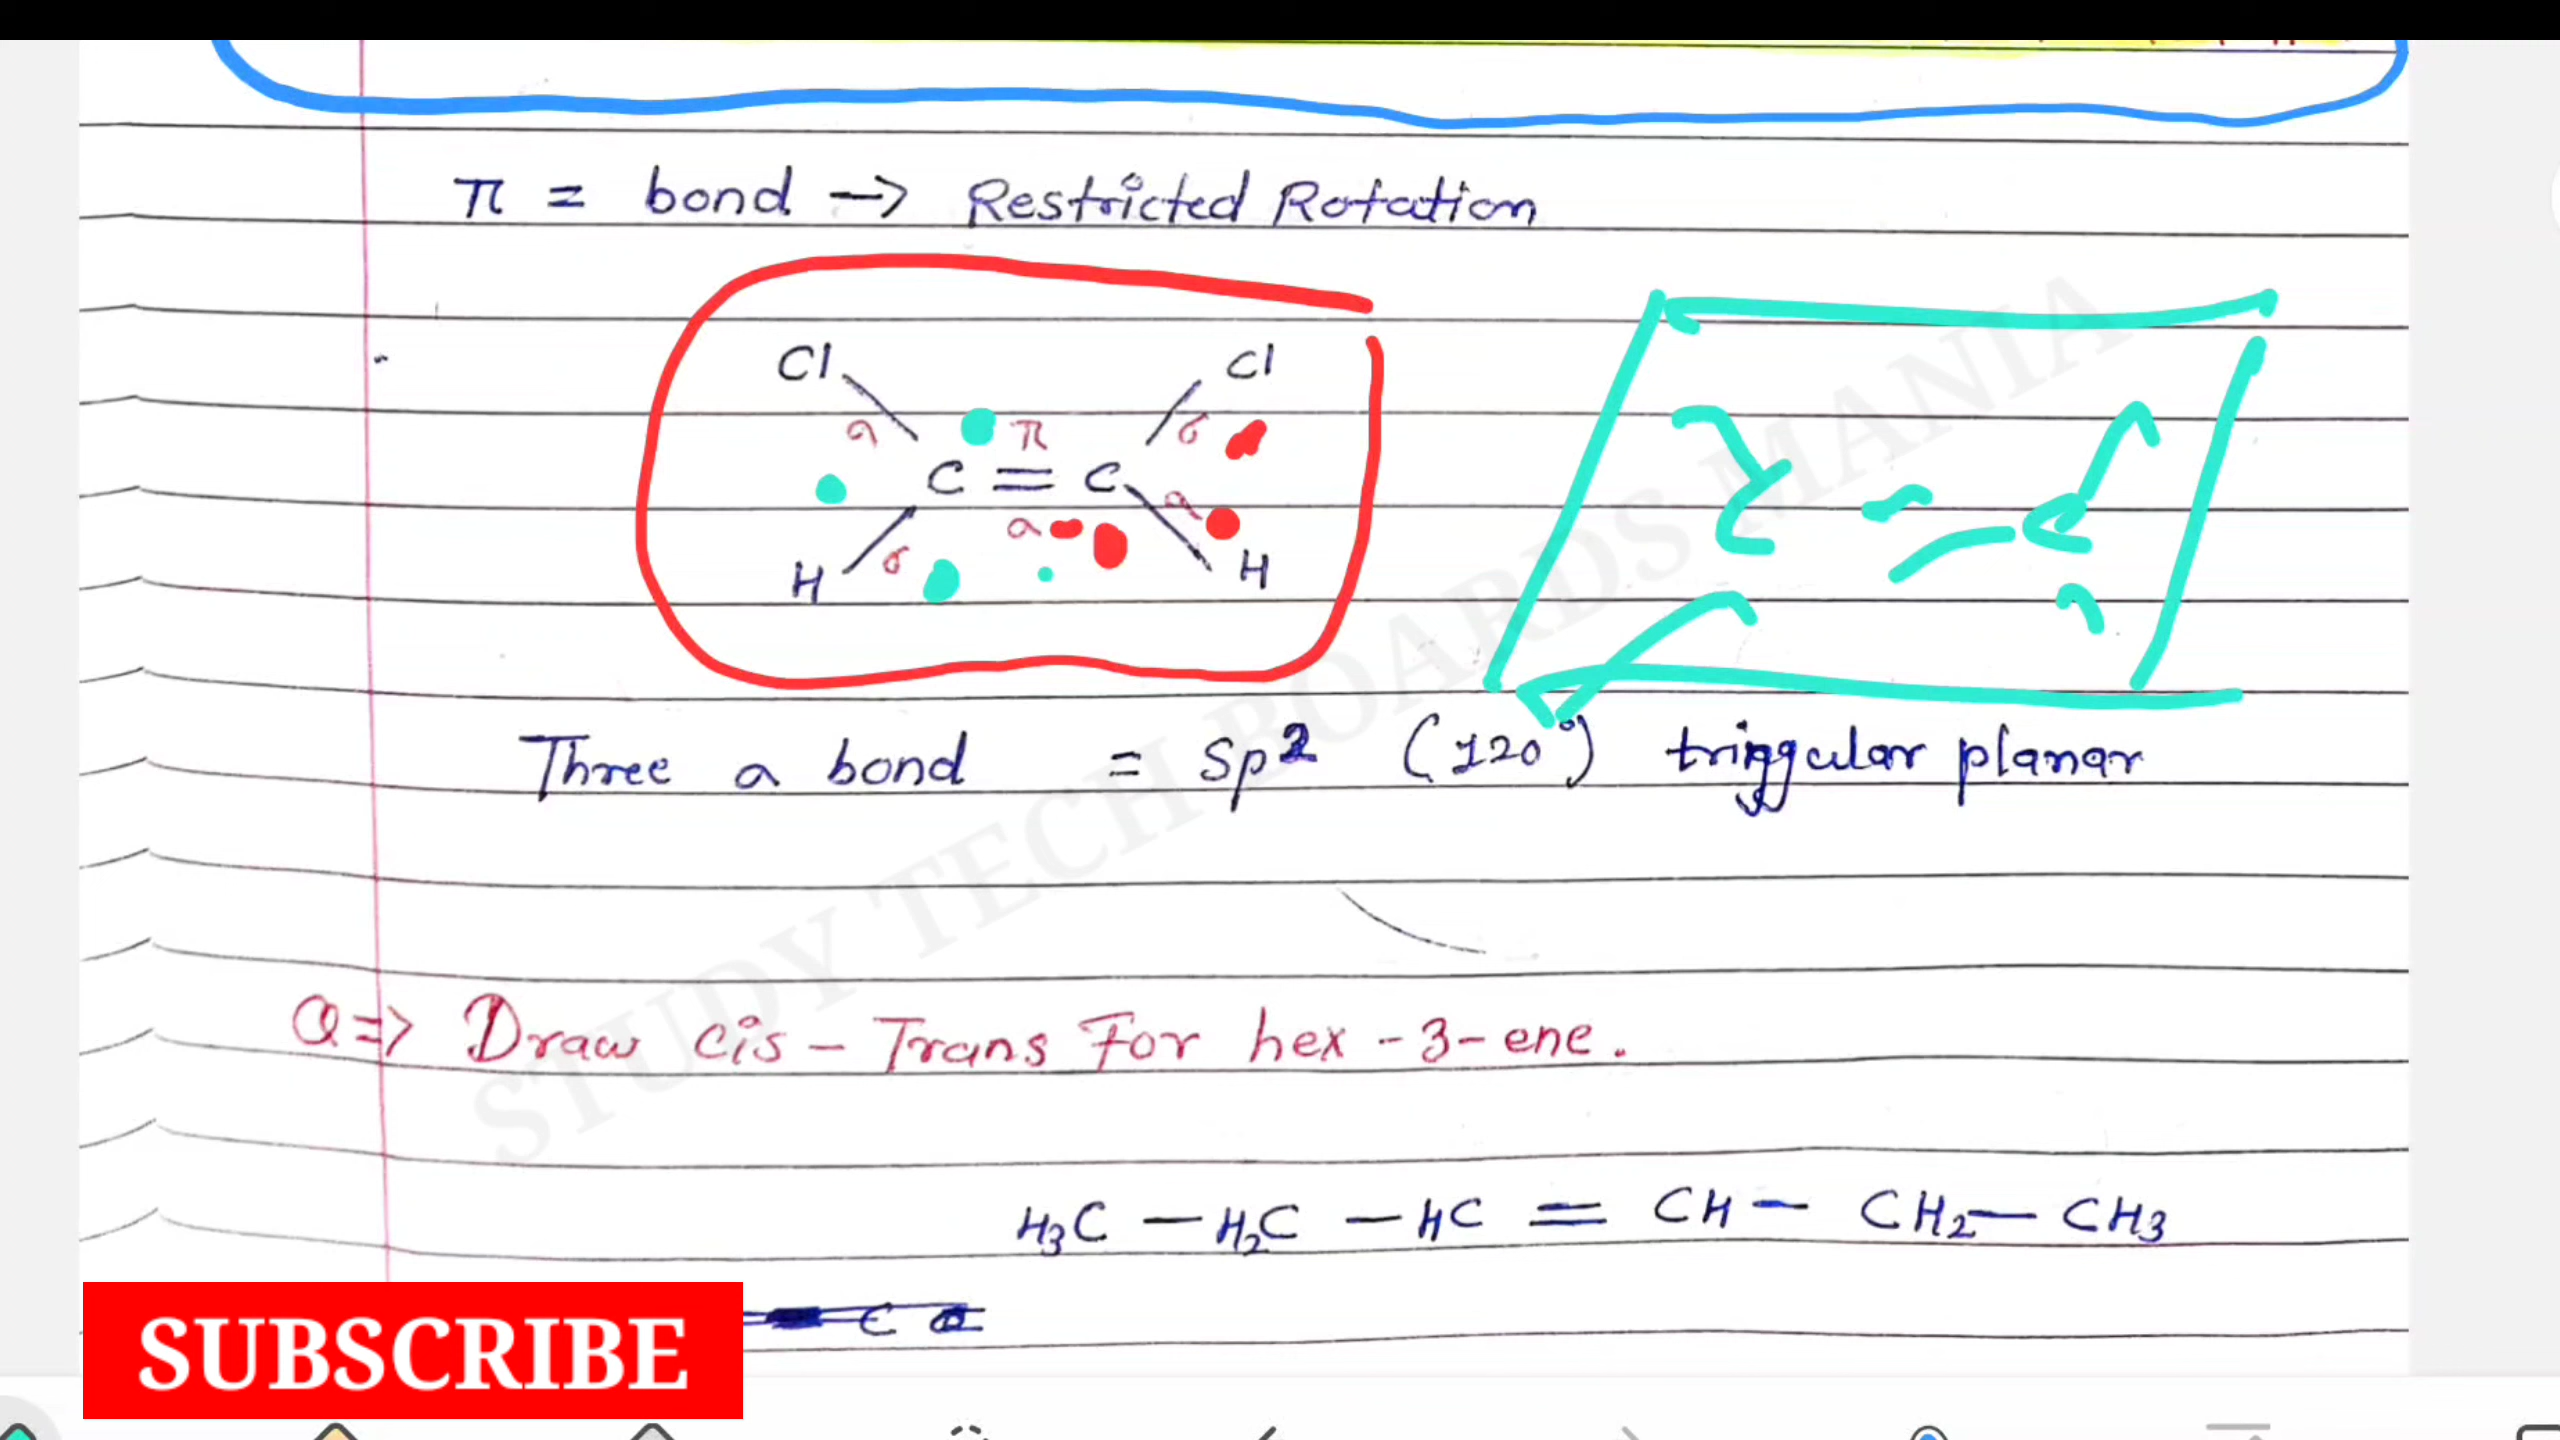 π = bond -> Restricted Rotation
Cl Cl
σ π σ
C = C
σ σ
H σ H
Three a bond = Sp2 (120°) triggular planar
Q=> Draw cis - Trans For hex - 3 - ene.
H3C - H2C - HC = CH - CH2 - CH3
SUBSCRIBE
STUDY TECH BOARDS MANIA